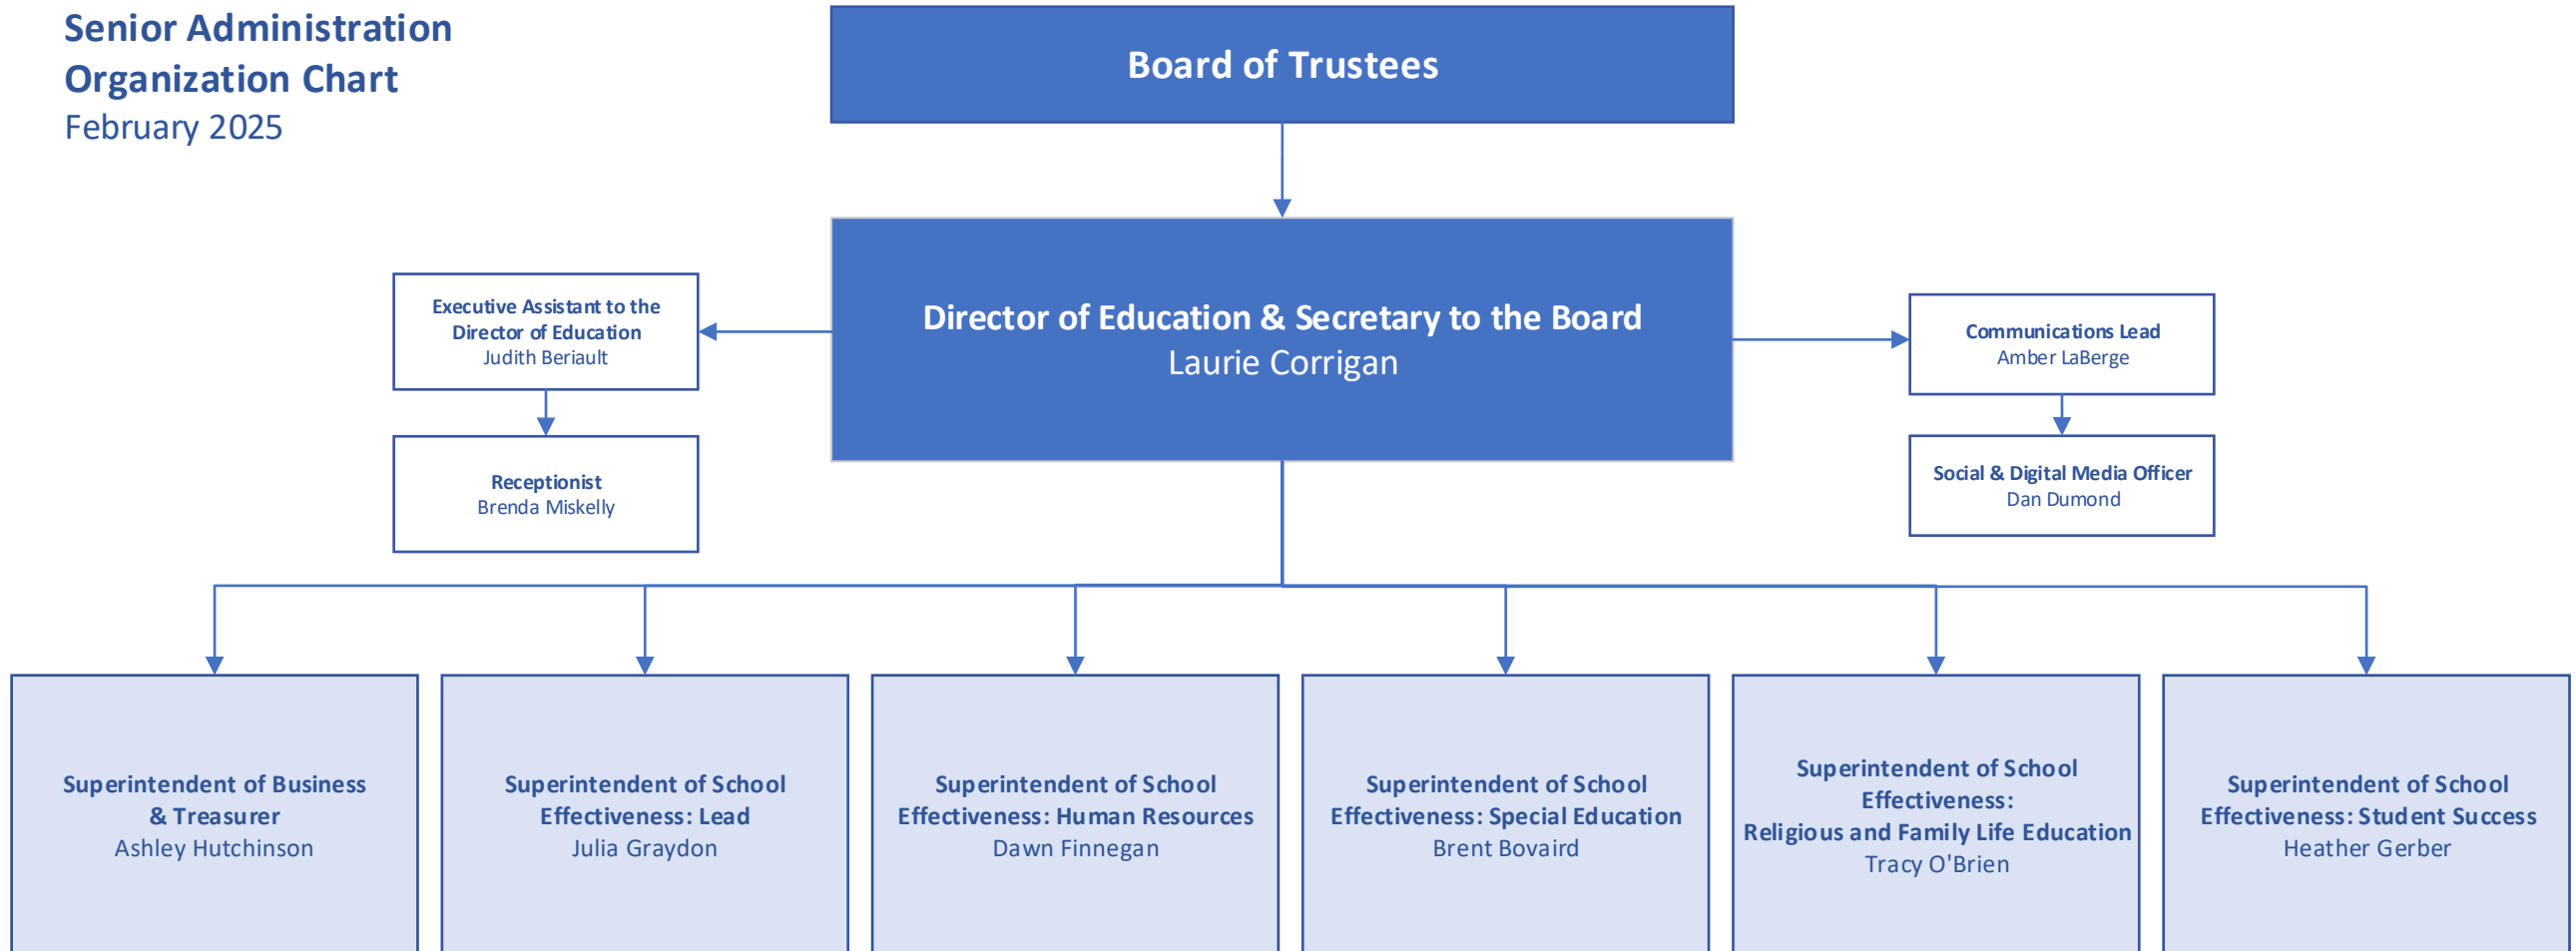 Senior Administration
Organization Chart
February 2025
Board of Trustees
Director of Education & Secretary to the Board
Laurie Corrigan
Executive Assistant to the
Director of Education
Judith Beriault
Receptionist
Brenda Miskelly
Communications Lead
Amber LaBerge
Social & Digital Media Officer
Dan Dumond
Superintendent of Business
& Treasurer
Ashley Hutchinson
Superintendent of School
Effectiveness: Lead
Julia Graydon
Superintendent of School
Effectiveness: Human Resources
Dawn Finnegan
Superintendent of School
Effectiveness: Special Education
Brent Bovaird
Superintendent of School
Effectiveness:
Religious and Family Life Education
Tracy O'Brien
Superintendent of School
Effectiveness: Student Success
Heather Gerber